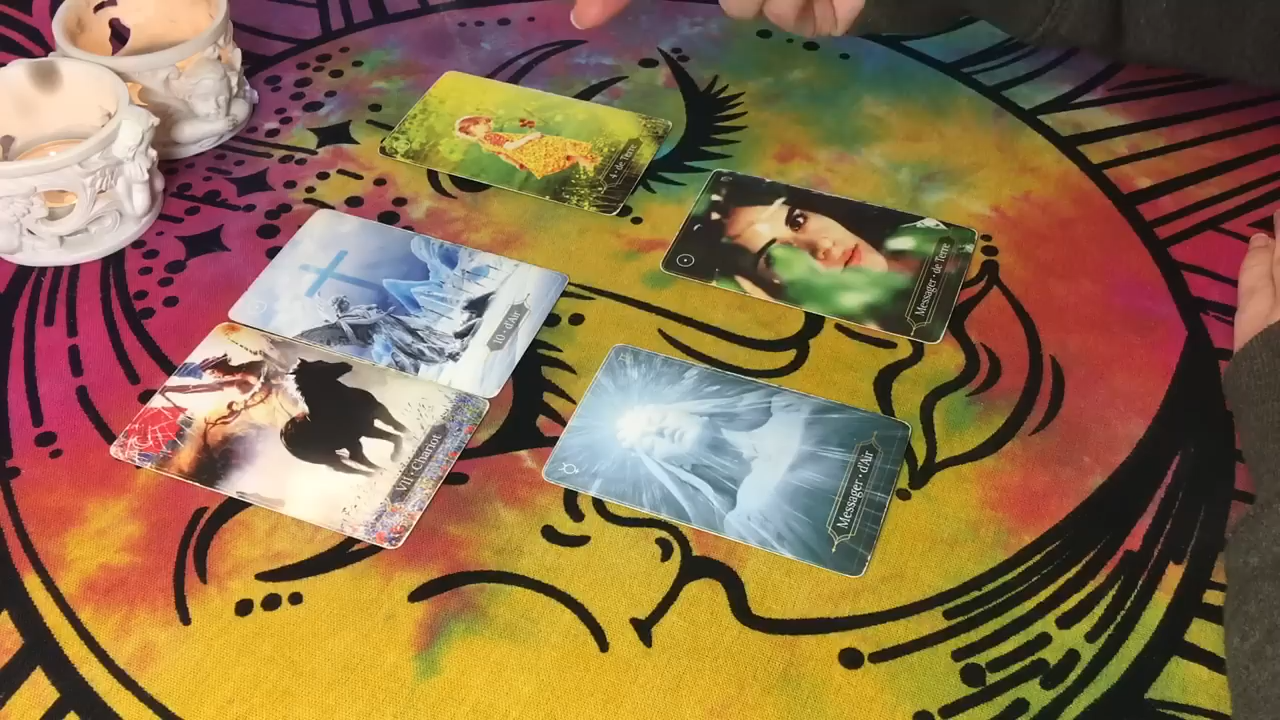 4 • de Terre
Messager • de Terre
10 • d'Air
VII • Chariot
Messager • d'Air